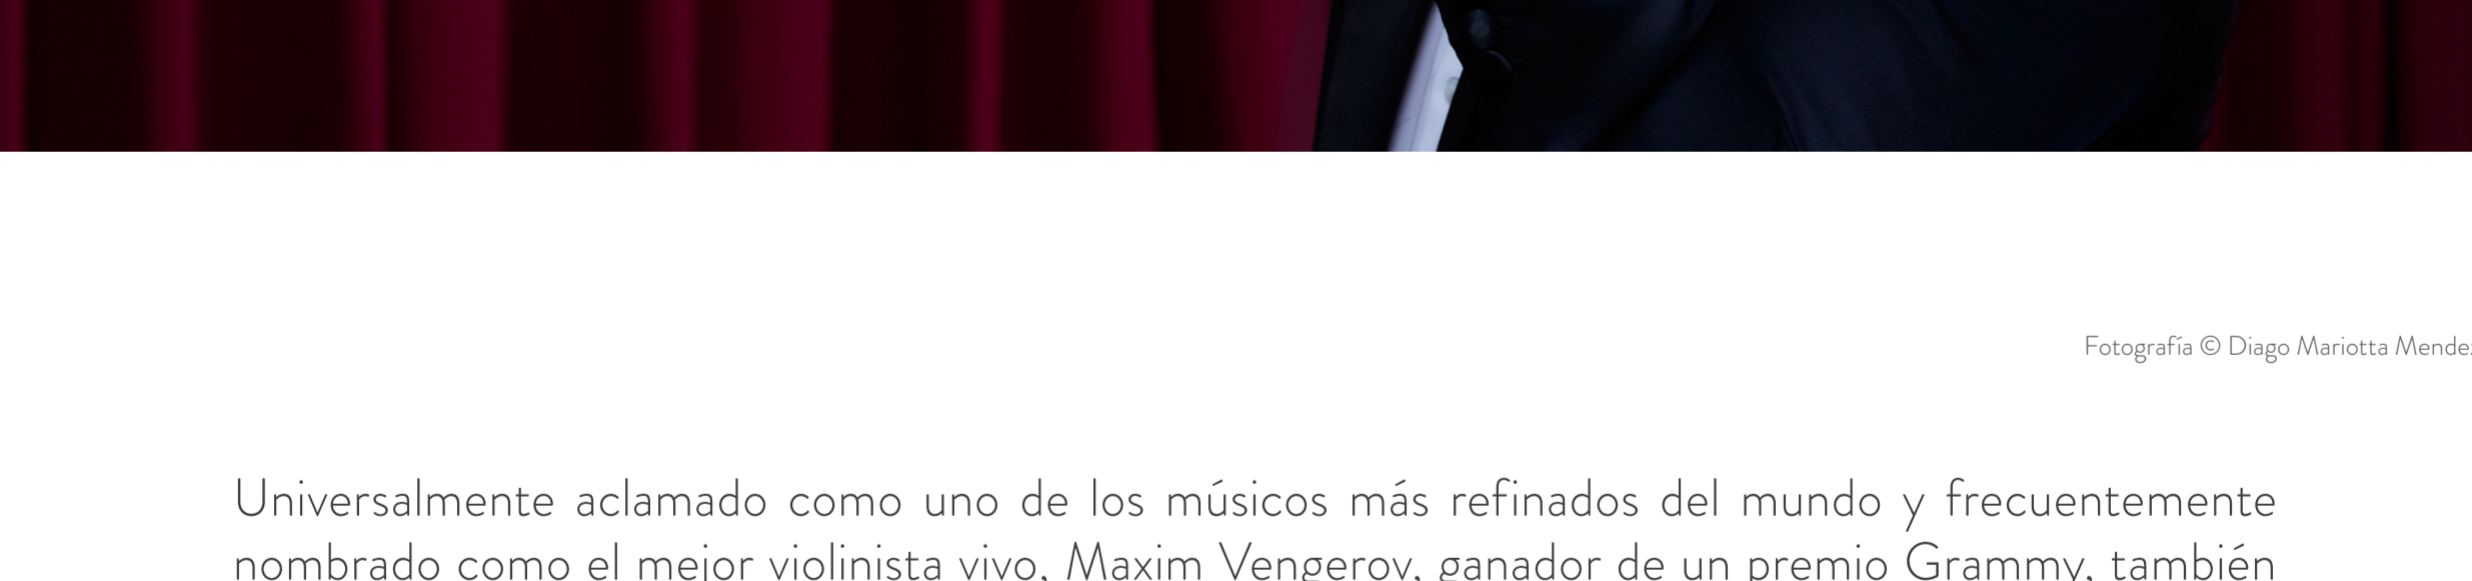 Fotografía © Diago Mariotta Mendez
Universalmente aclamado como uno de los músicos más refinados del mundo y frecuentemente
nombrado como el mejor violinista vivo, Maxim Vengerov, ganador de un premio Grammy, también